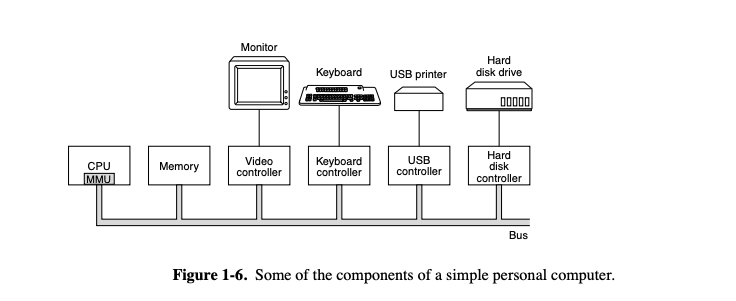 Monitor
Keyboard
USB printer
Hard
disk drive
CPU
MMU
Memory
Video
controller
Keyboard
controller
USB
controller
Hard
disk
controller
Bus
Figure 1-6. Some of the components of a simple personal computer.